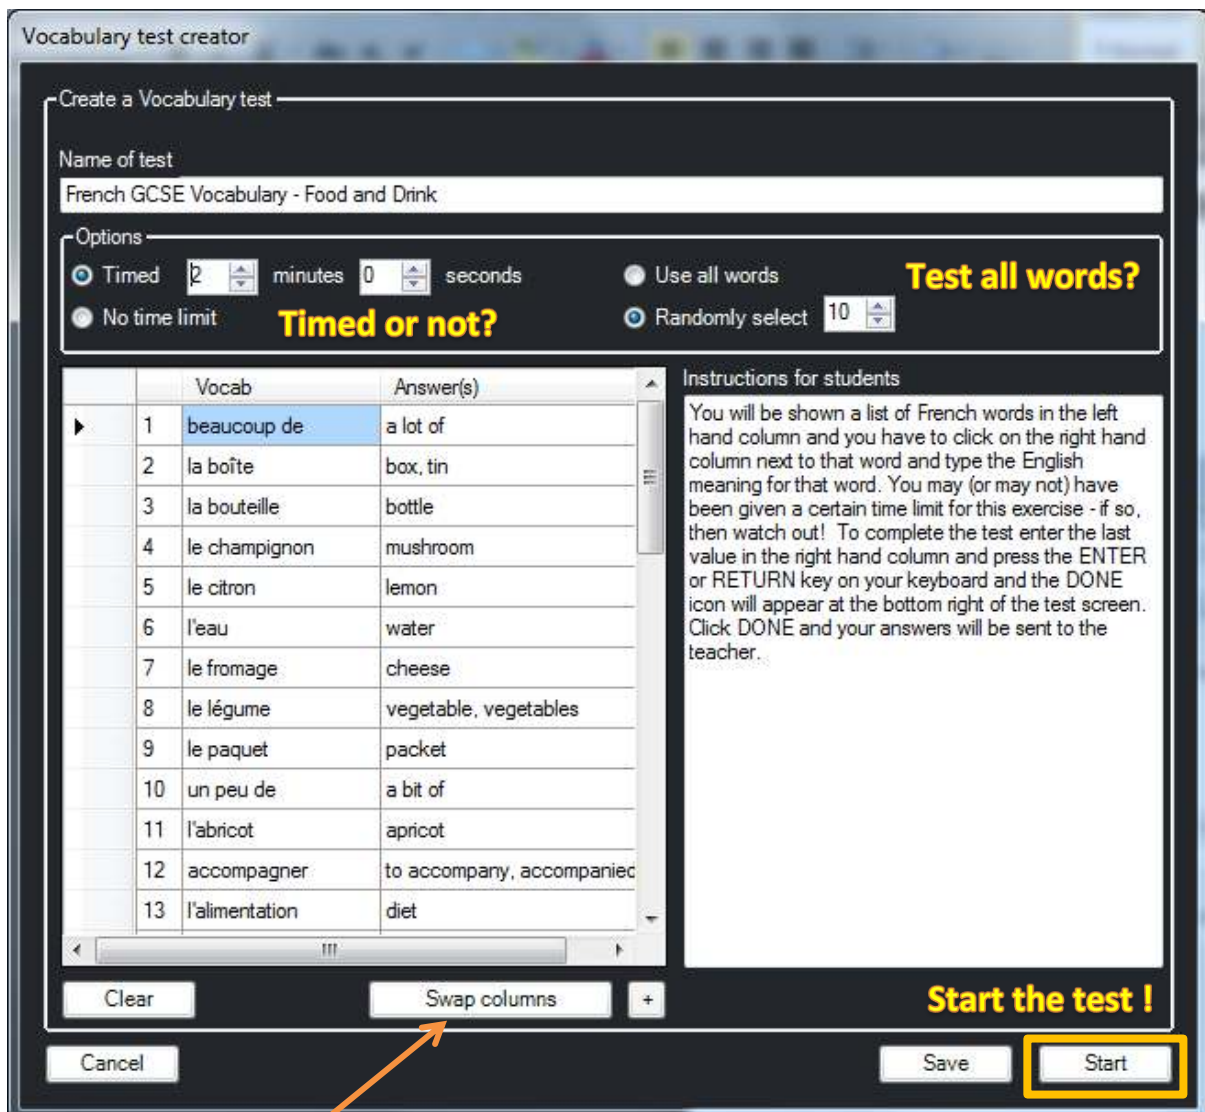 Vocabulary test creator
Create a Vocabulary test
Name of test
French GCSE Vocabulary - Food and Drink
Options
Timed 2 minutes 0 seconds
No time limit
Timed or not?
Use all words
Randomly select 10
Test all words?
Vocab Answer(s)
1 beaucoup de a lot of
2 la boîte box, tin
3 la bouteille bottle
4 le champignon mushroom
5 le citron lemon
6 l'eau water
7 le fromage cheese
8 le légume vegetable, vegetables
9 le paquet packet
10 un peu de a bit of
11 l'abricot apricot
12 accompagner to accompany, accompanied
13 l'alimentation diet
Instructions for students
You will be shown a list of French words in the left
hand column and you have to click on the right hand
column next to that word and type the English
meaning for that word. You may (or may not) have
been given a certain time limit for this exercise - if so,
then watch out! To complete the test enter the last
value in the right hand column and press the ENTER
or RETURN key on your keyboard and the DONE
icon will appear at the bottom right of the test screen.
Click DONE and your answers will be sent to the
teacher.
Clear
Swap columns
+
Start the test !
Cancel
Save
Start